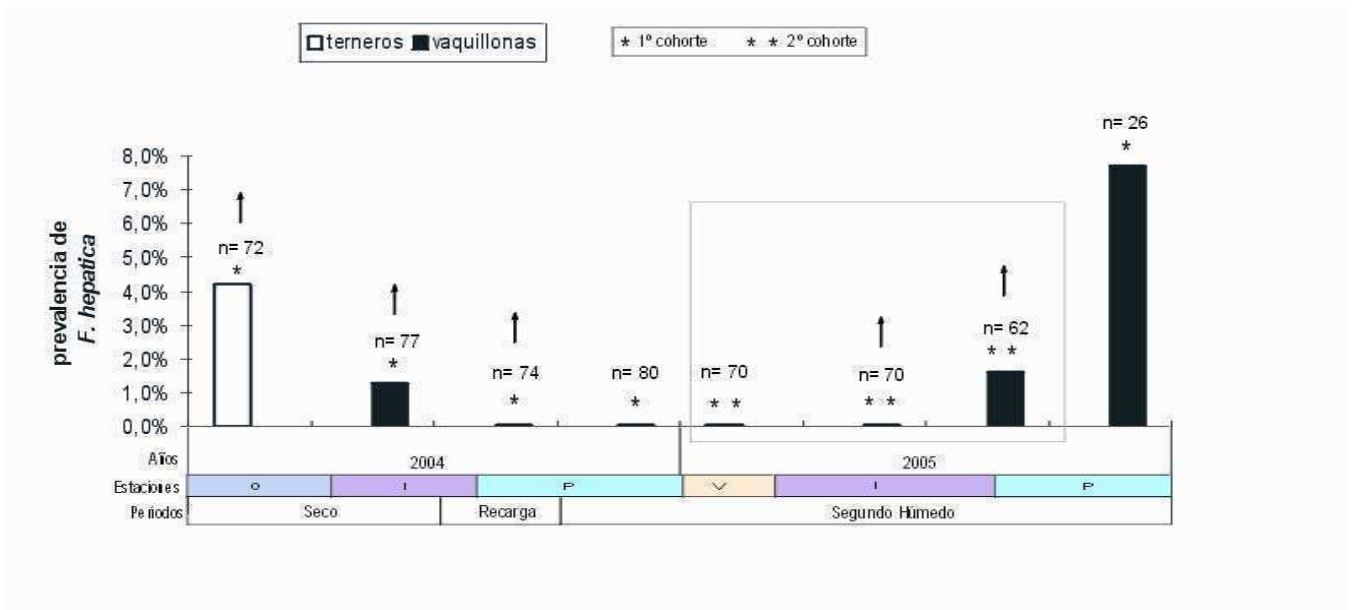 terneros vaquillonas
* 1º cohorte * * 2º cohorte
prevalencia de
F. hepatica
8,0%
7,0%
6,0%
5,0%
4,0%
3,0%
2,0%
1,0%
0,0%
n= 72
*
n= 77
*
n= 74
*
n= 80
*
n= 70
* *
n= 70
* *
n= 62
* *
n= 26
*
Años 2004 2005
Estaciones O I P V I P
Períodos Seco Recarga Segundo Húmedo